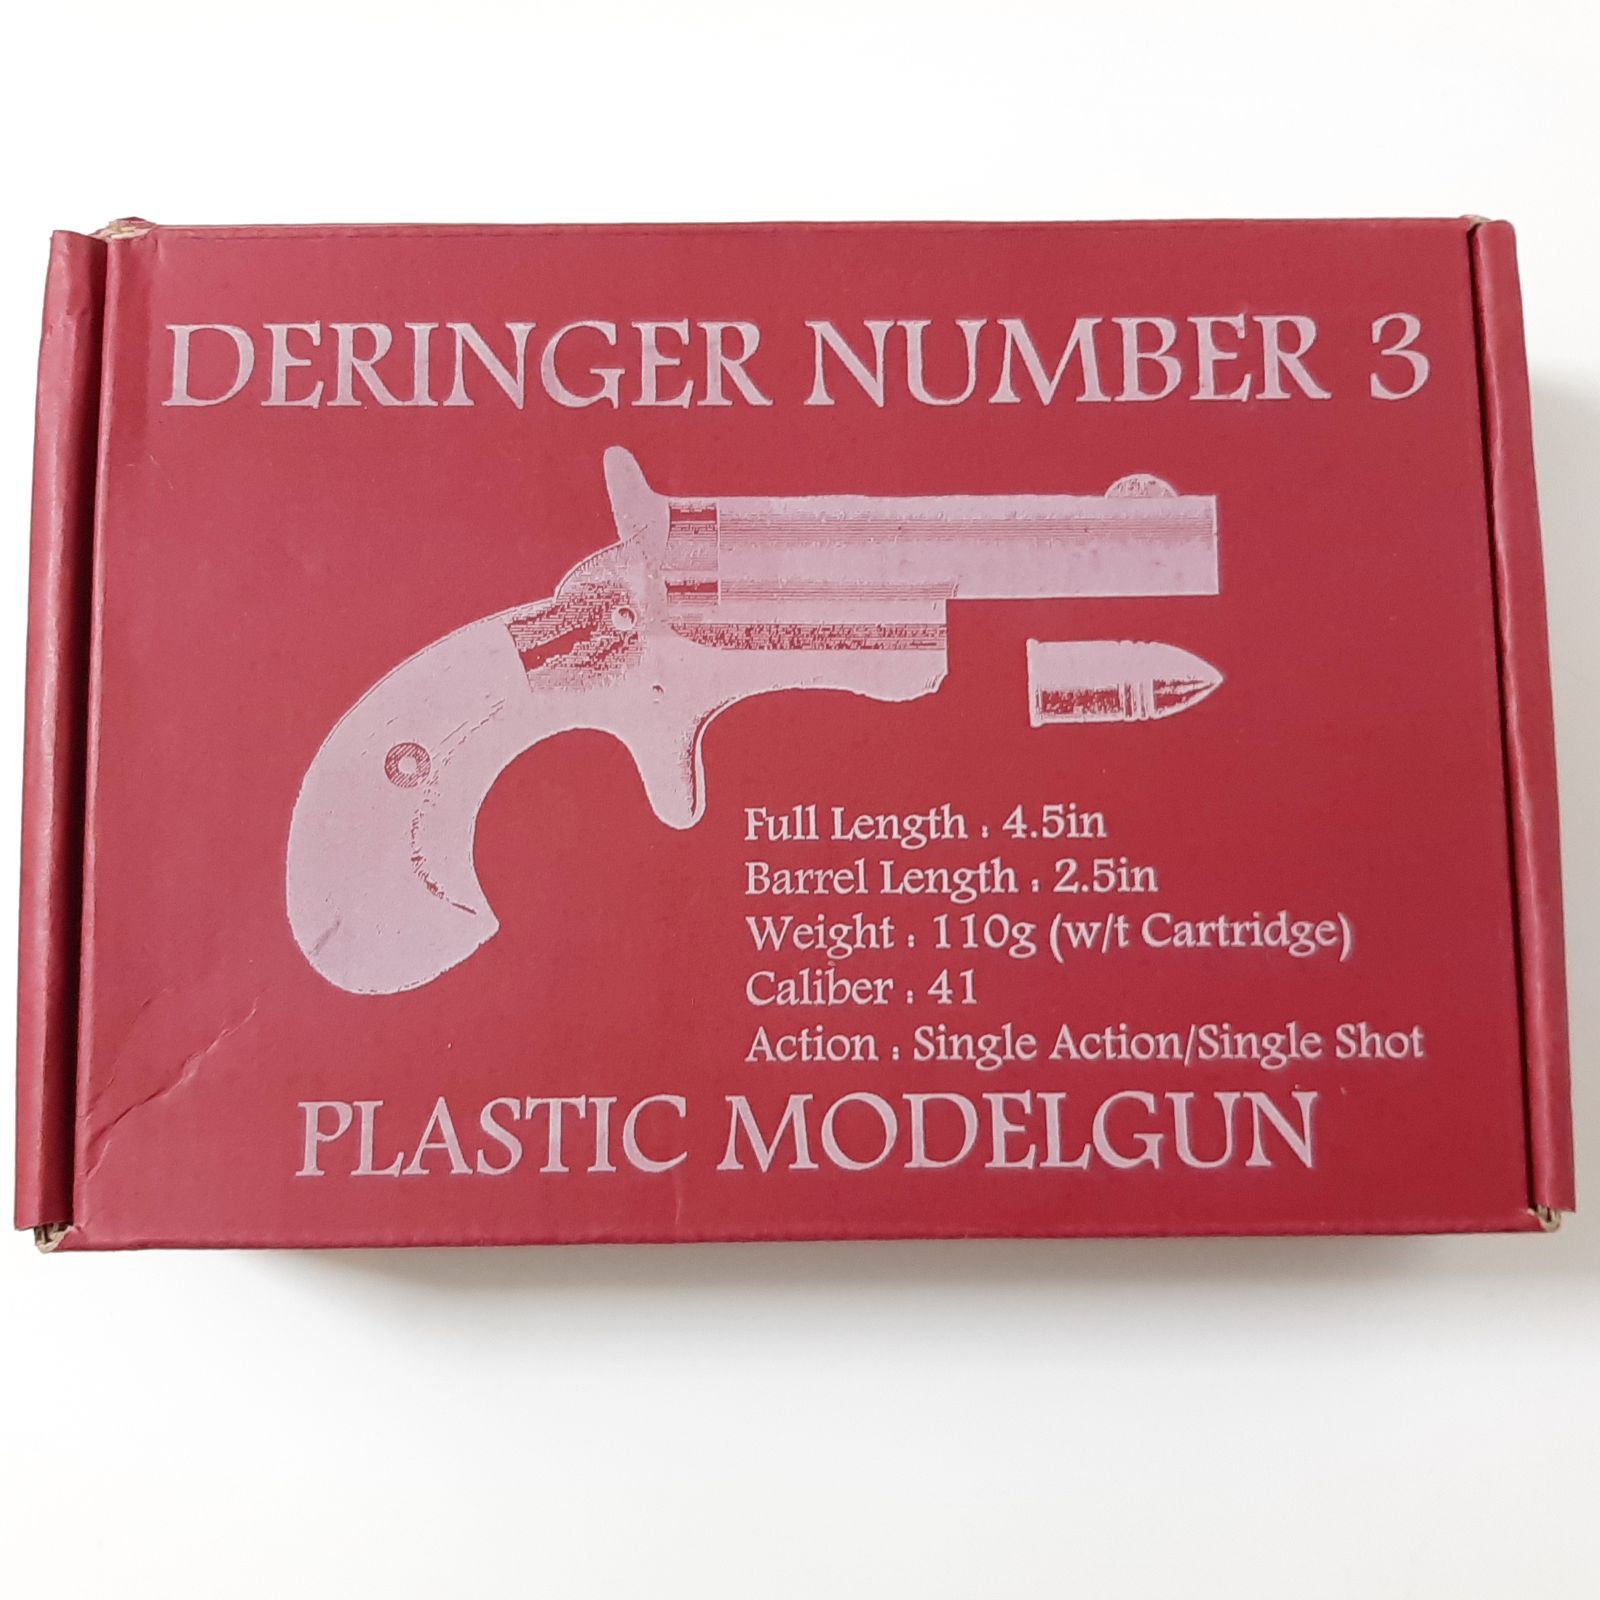 DERINGER NUMBER 3
Full Length : 4.5in
Barrel Length : 2.5in
Weight : 110g (w/t Cartridge)
Caliber : 41
Action : Single Action/Single Shot
PLASTIC MODELGUN